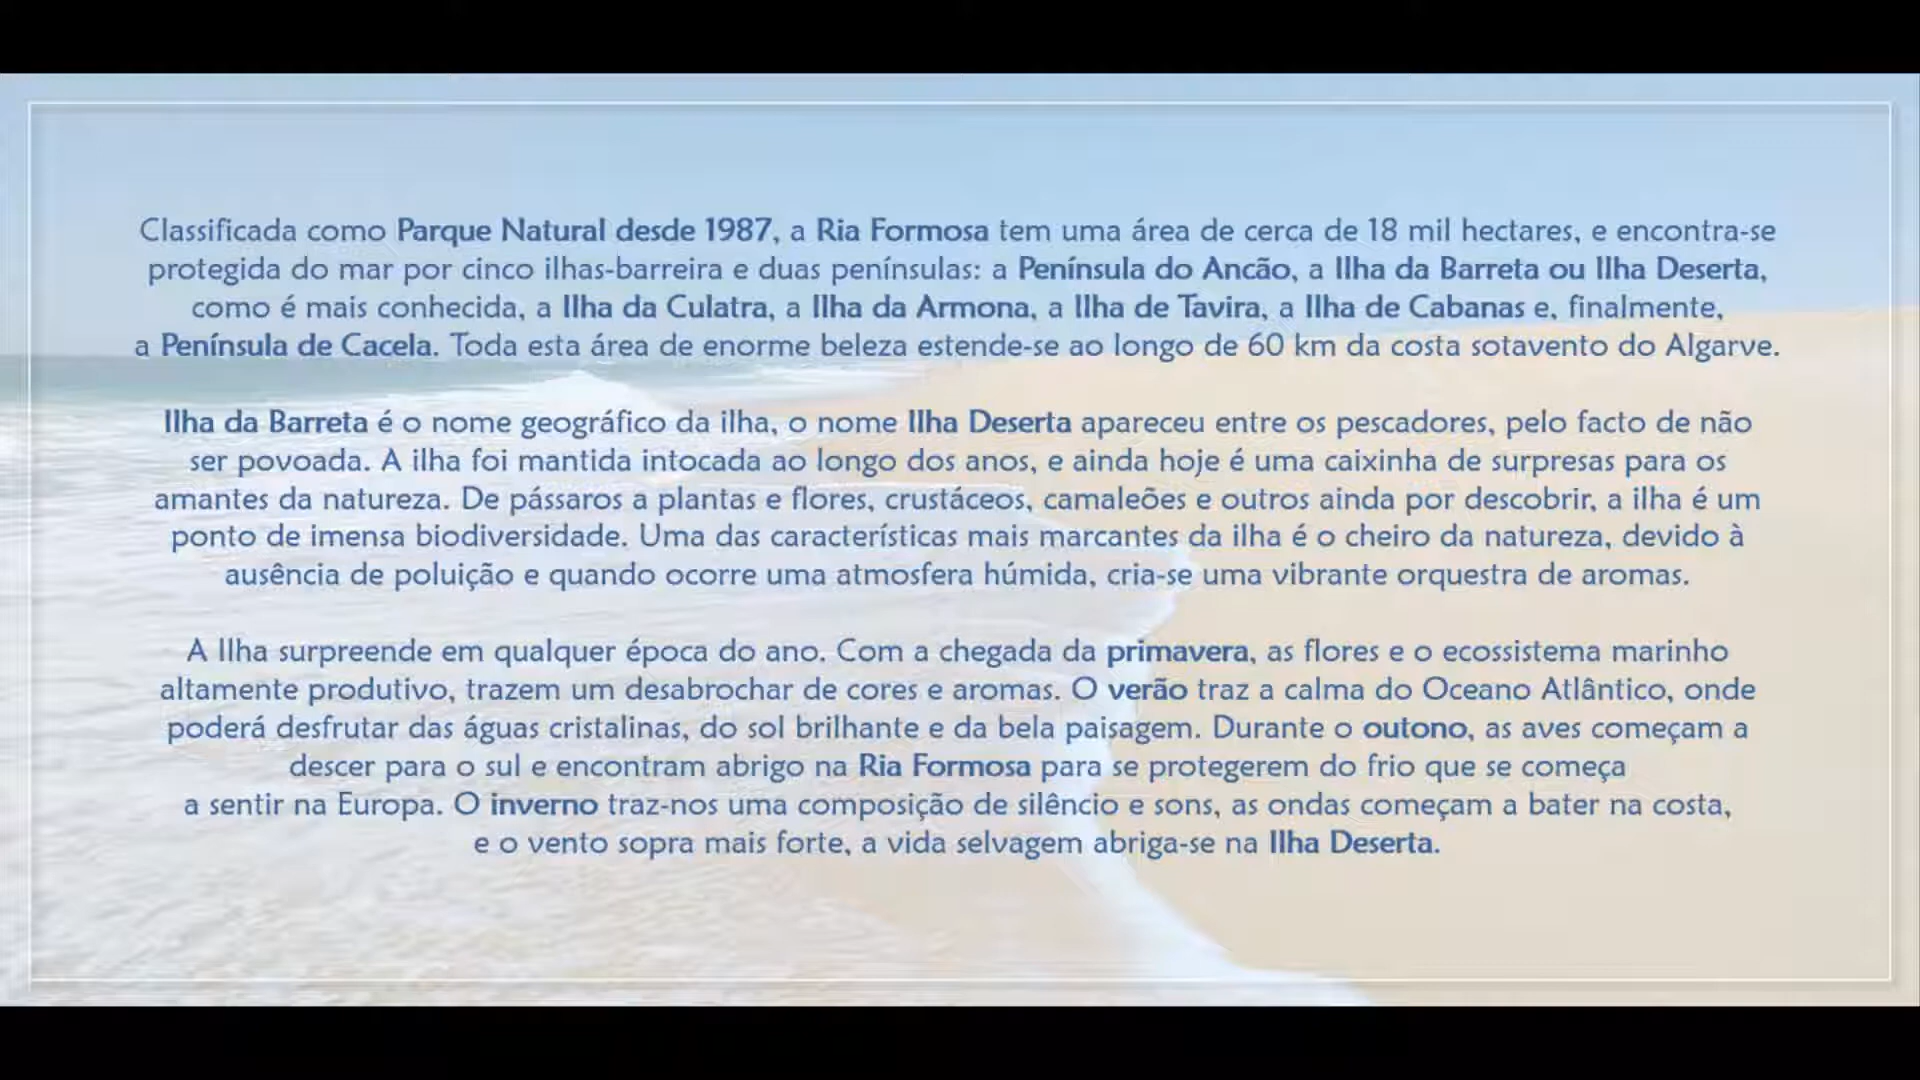 Classificada como Parque Natural desde 1987, a Ria Formosa tem uma área de cerca de 18 mil hectares, e encontra-se
protegida do mar por cinco ilhas-barreira e duas penínsulas: a Península do Ancão, a Ilha da Barreta ou Ilha Deserta,
como é mais conhecida, a Ilha da Culatra, a Ilha da Armona, a Ilha de Tavira, a Ilha de Cabanas e, finalmente,
a Península de Cacela. Toda esta área de enorme beleza estende-se ao longo de 60 km da costa sotavento do Algarve.
Ilha da Barreta é o nome geográfico da ilha, o nome Ilha Deserta apareceu entre os pescadores, pelo facto de não
ser povoada. A ilha foi mantida intocada ao longo dos anos, e ainda hoje é uma caixinha de surpresas para os
amantes da natureza. De pássaros a plantas e flores, crustáceos, camaleões e outros ainda por descobrir, a ilha é um
ponto de imensa biodiversidade. Uma das características mais marcantes da ilha é o cheiro da natureza, devido à
ausência de poluição e quando ocorre uma atmosfera húmida, cria-se uma vibrante orquestra de aromas.
A Ilha surpreende em qualquer época do ano. Com a chegada da primavera, as flores e o ecossistema marinho
altamente produtivo, trazem um desabrochar de cores e aromas. O verão traz a calma do Oceano Atlântico, onde
poderá desfrutar das águas cristalinas, do sol brilhante e da bela paisagem. Durante o outono, as aves começam a
descer para o sul e encontram abrigo na Ria Formosa para se protegerem do frio que se começa
a sentir na Europa. O inverno traz-nos uma composição de silêncio e sons, as ondas começam a bater na costa,
e o vento sopra mais forte, a vida selvagem abriga-se na Ilha Deserta.